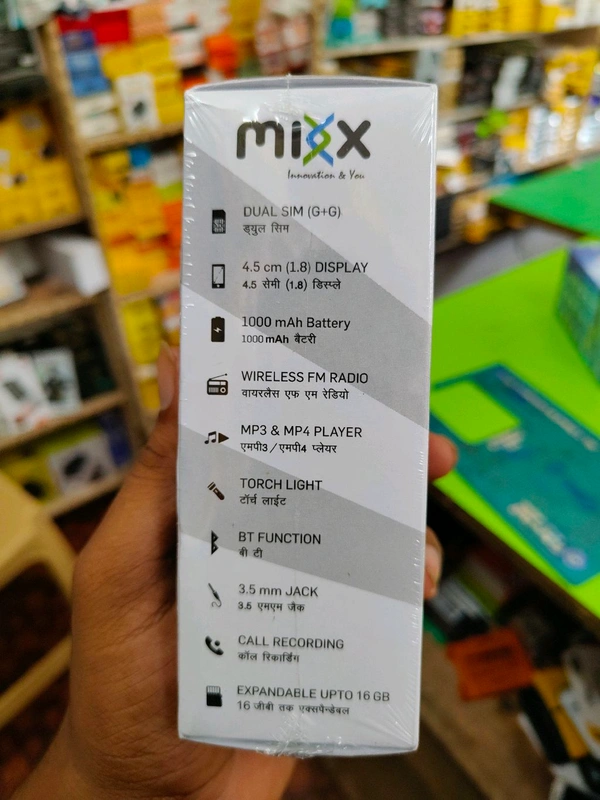 mixx
Innovation & You
DUAL SIM (G+G)
ड्युल सिम
4.5 cm (1.8) DISPLAY
4.5 सेमी (1.8) डिस्प्ले
1000 mAh Battery
1000 mAh बैटरी
WIRELESS FM RADIO
वायरलैस एफ एम रेडियो
MP3 & MP4 PLAYER
एमपी3/एमपी4 प्लेयर
TORCH LIGHT
टॉर्च लाईट
BT FUNCTION
बी टी
3.5 mm JACK
3.5 एमएम जैक
CALL RECORDING
कॉल रिकार्डिंग
EXPANDABLE UPTO 16 GB
16 जीबी तक एक्सपेन्डेबल